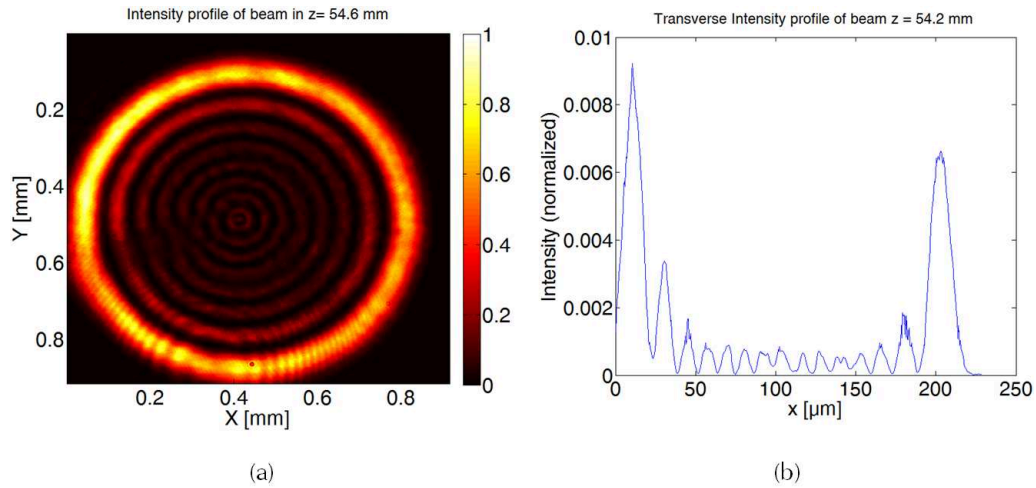 Intensity profile of beam in z= 54.6 mm
Y [mm]
0.2
0.4
0.6
0.8
0.2 0.4 0.6 0.8
X [mm]
1
0.8
0.6
0.4
0.2
0
(a)
Transverse Intensity profile of beam z = 54.2 mm
Intensity (normalized)
0.01
0.008
0.006
0.004
0.002
0
0 50 100 150 200 250
x [µm]
(b)